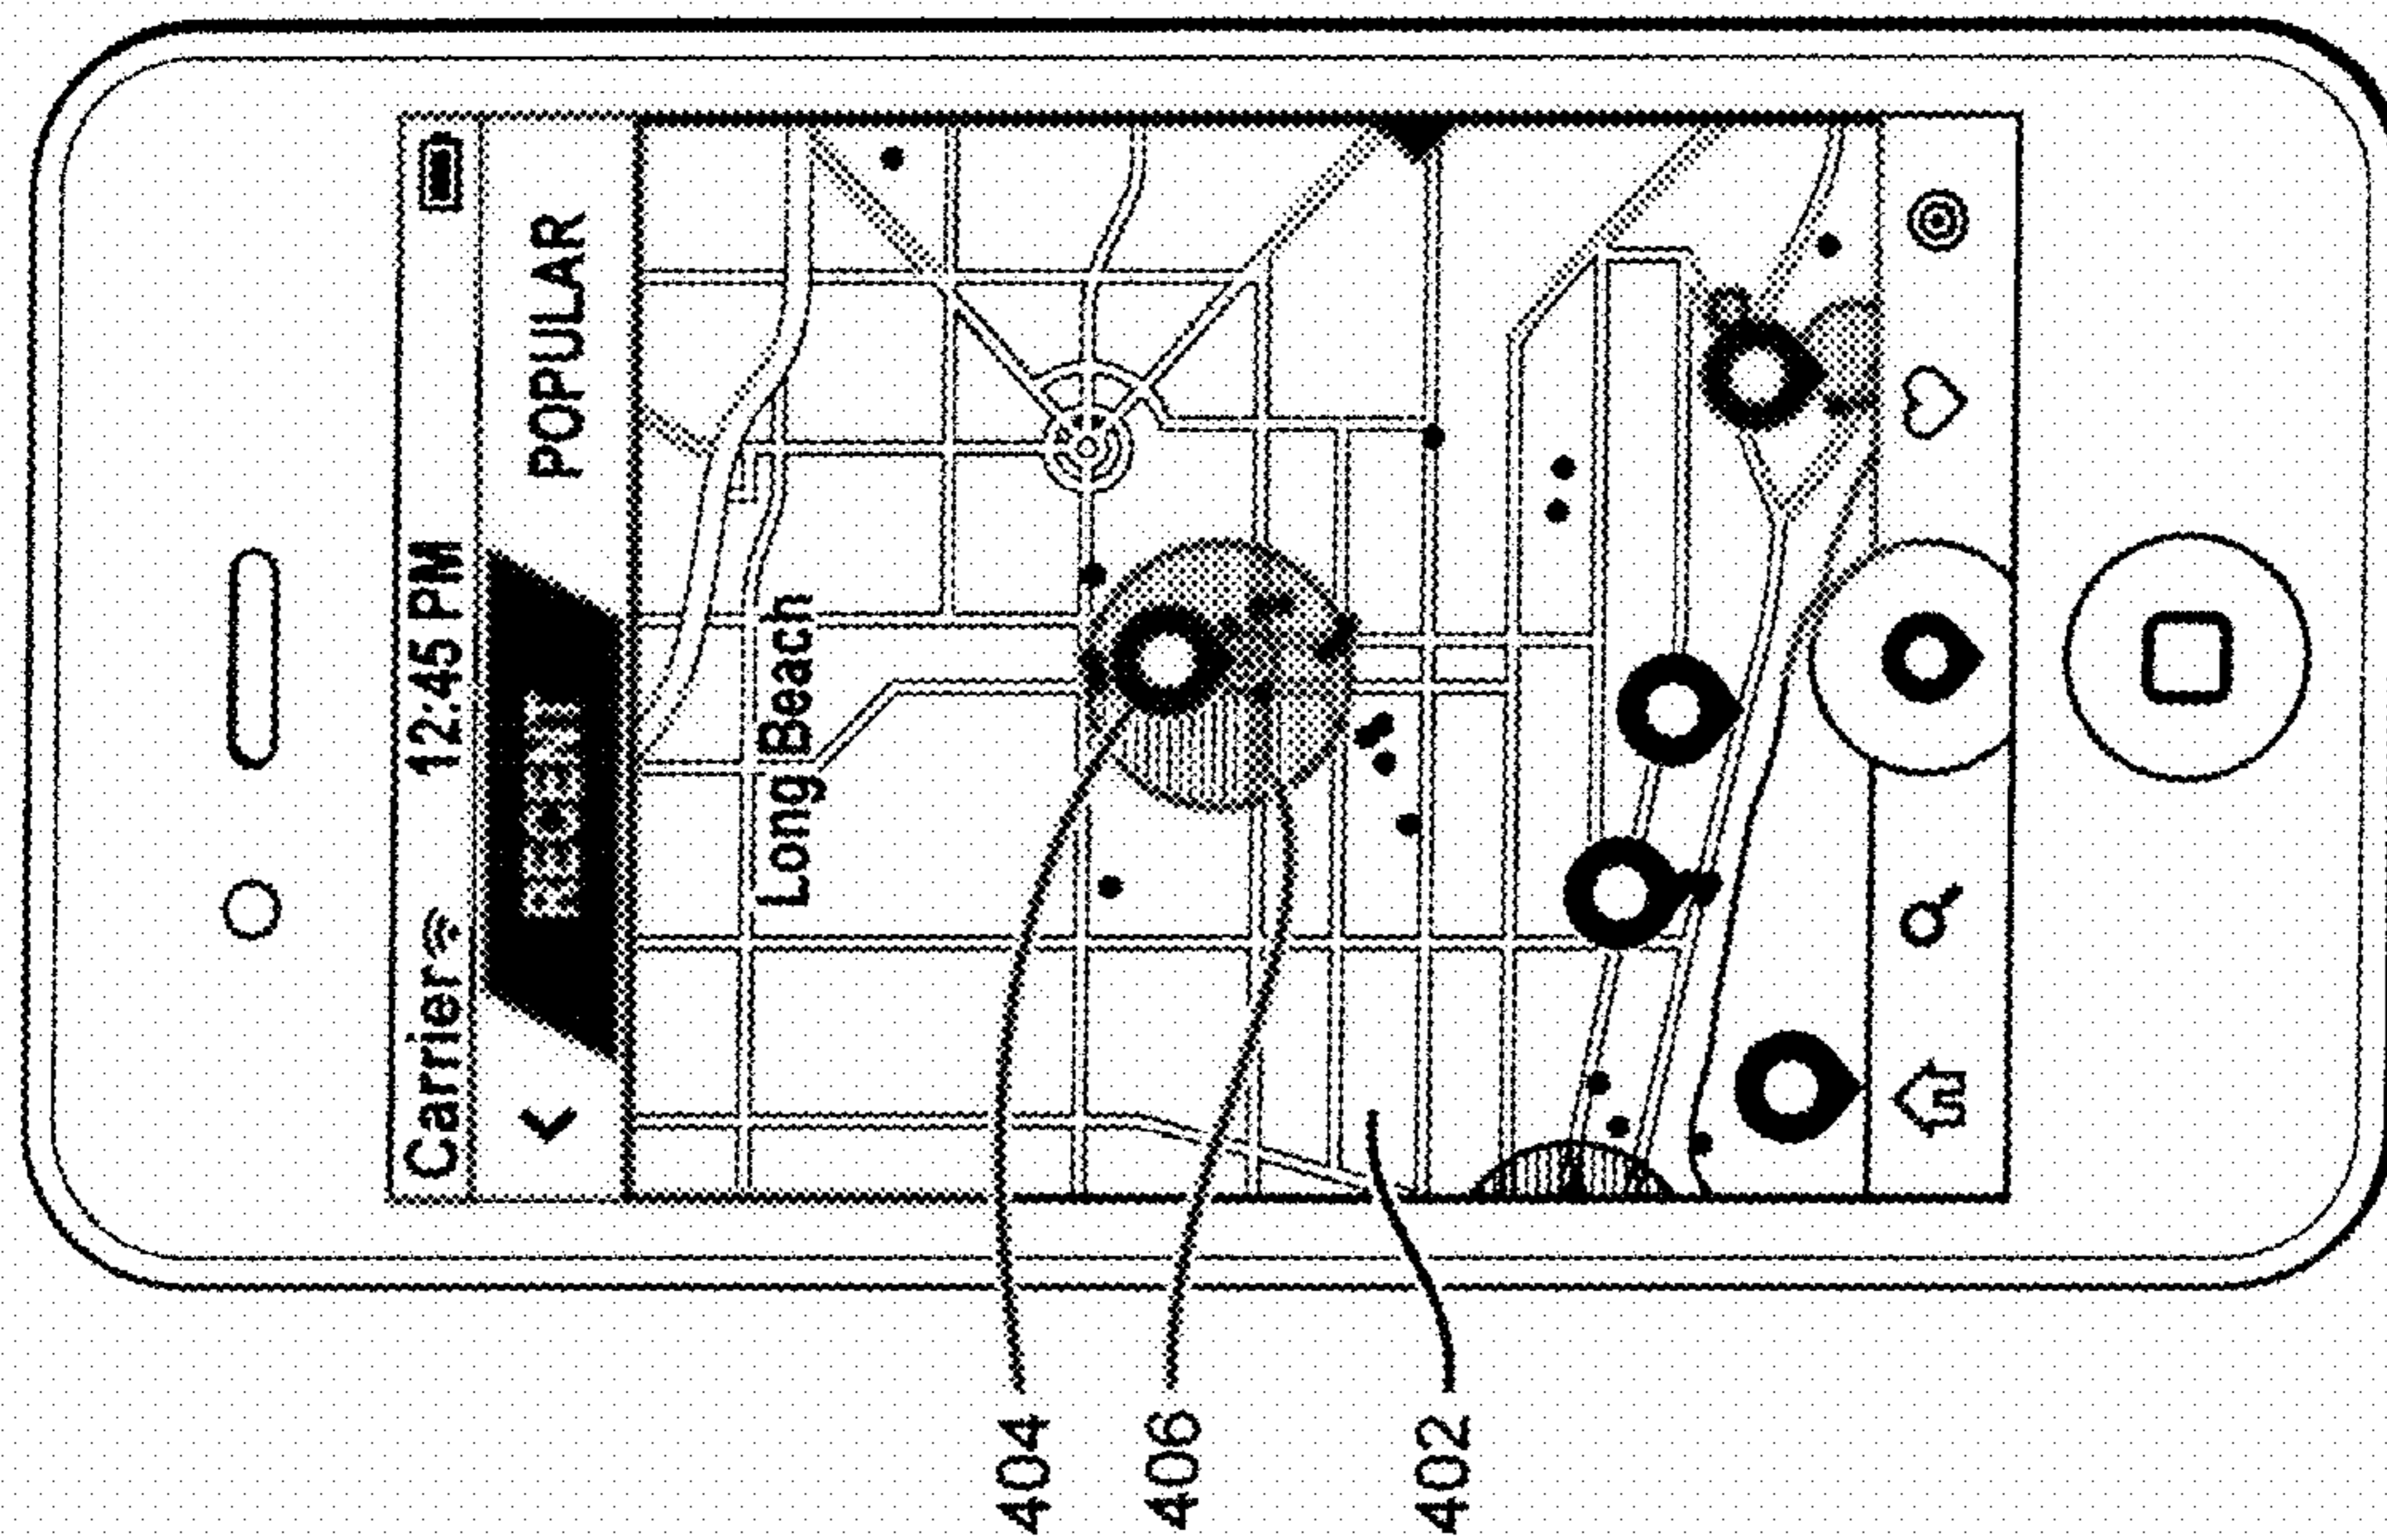 Carrier 12:45 PM
RECENT POPULAR
Long Beach
404
406
402